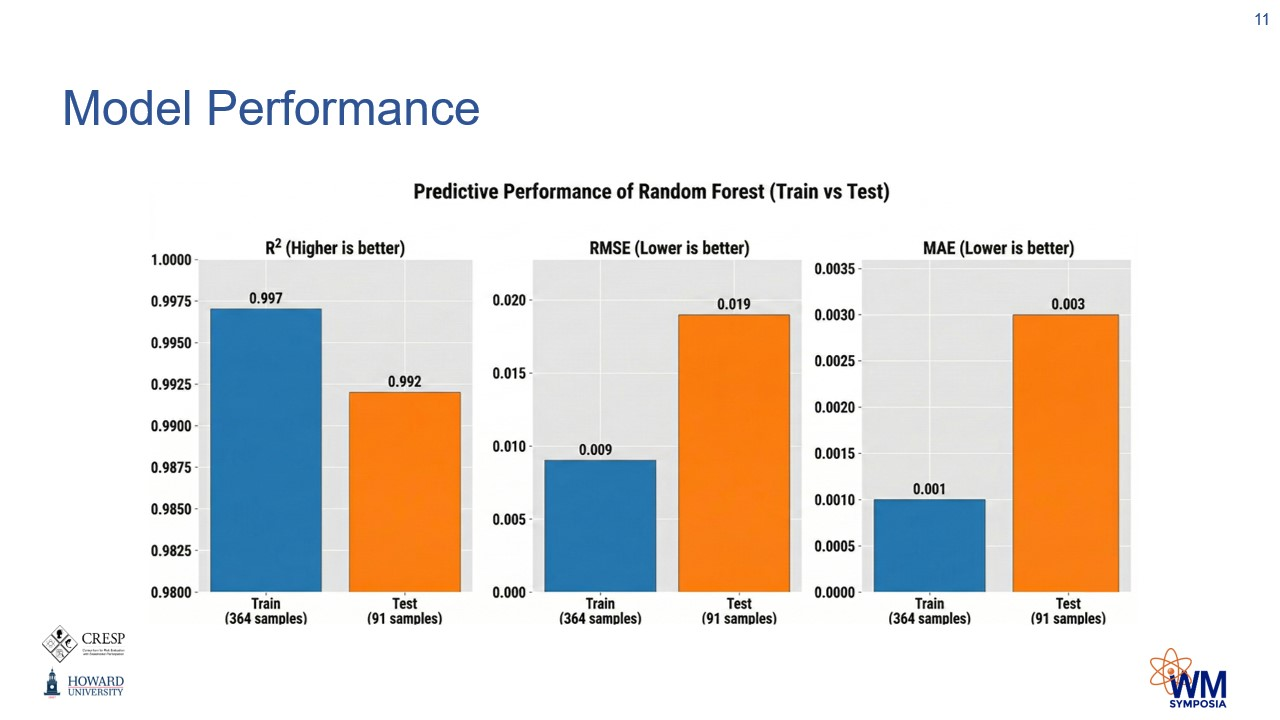 11
Model Performance
Predictive Performance of Random Forest (Train vs Test)
R² (Higher is better)
1.0000
0.9975
0.9950
0.9925
0.9900
0.9875
0.9850
0.9825
0.9800
0.997
0.992
Train
(364 samples)
Test
(91 samples)
RMSE (Lower is better)
0.020
0.015
0.010
0.005
0.000
0.009
0.019
Train
(364 samples)
Test
(91 samples)
MAE (Lower is better)
0.0035
0.0030
0.0025
0.0020
0.0015
0.0010
0.0005
0.0000
0.001
0.003
Train
(364 samples)
Test
(91 samples)
CRESP
HOWARD
UNIVERSITY
WM
SYMPOSIA